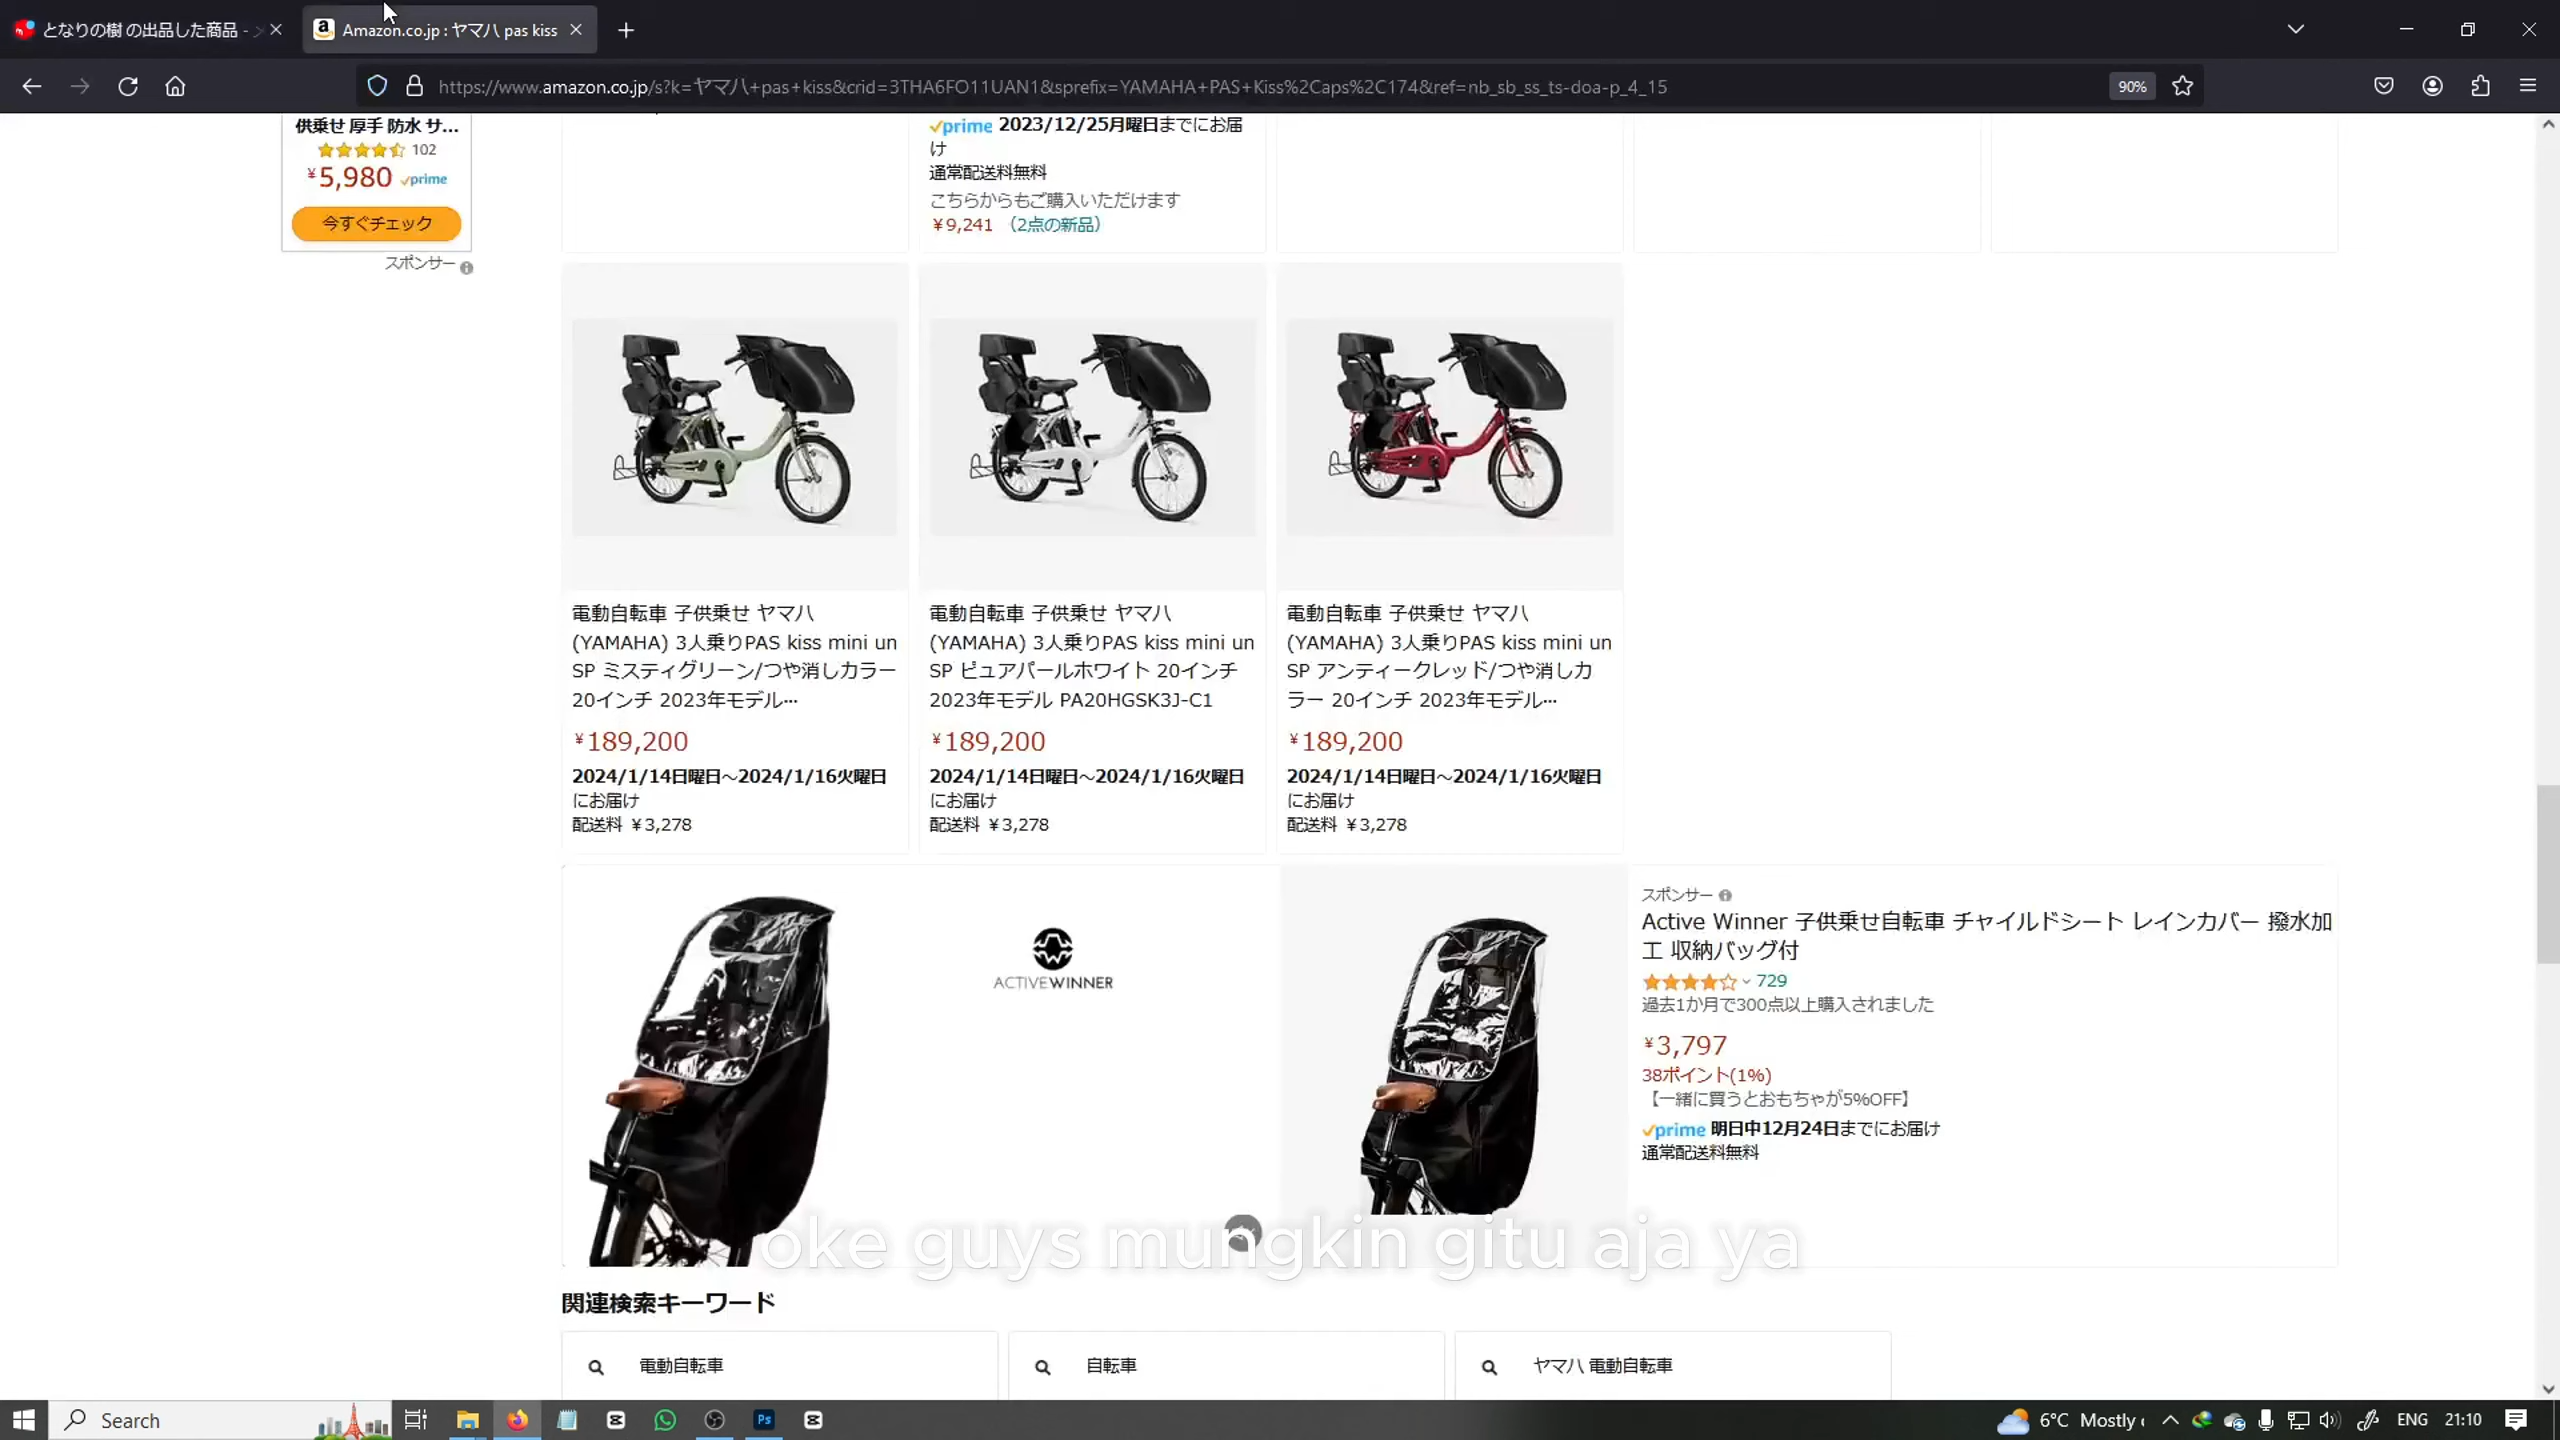 となりの樹 の出品した商品 -
Amazon.co.jp : ヤマハ pas kiss
https://www.amazon.co.jp/s?k=ヤマハ+pas+kiss&crid=3THA6FO11UAN1&sprefix=YAMAHA+PAS+Kiss%2Caps%2C174&ref=nb_sb_ss_ts-doa-p_4_15
90%
供乗せ 厚手 防水 サ...
102
¥5,980 prime
今すぐチェック
スポンサー
prime 2023/12/25月曜日までにお届
け
通常配送料無料
こちらからもご購入いただけます
¥9,241 (2点の新品)
電動自転車 子供乗せ ヤマハ
(YAMAHA) 3人乗りPAS kiss mini un
SP ミスティグリーン/つや消しカラー
20インチ 2023年モデル…
¥189,200
2024/1/14日曜日～2024/1/16火曜日
にお届け
配送料 ¥3,278
電動自転車 子供乗せ ヤマハ
(YAMAHA) 3人乗りPAS kiss mini un
SP ピュアパールホワイト 20インチ
2023年モデル PA20HGSK3J-C1
¥189,200
2024/1/14日曜日～2024/1/16火曜日
にお届け
配送料 ¥3,278
電動自転車 子供乗せ ヤマハ
(YAMAHA) 3人乗りPAS kiss mini un
SP アンティークレッド/つや消しカ
ラー 20インチ 2023年モデル…
¥189,200
2024/1/14日曜日～2024/1/16火曜日
にお届け
配送料 ¥3,278
ACTIVEWINNER
スポンサー
Active Winner 子供乗せ自転車 チャイルドシート レインカバー 撥水加
工 収納バッグ付
729
過去1か月で300点以上購入されました
¥3,797
38ポイント(1%)
【一緒に買うとおもちゃが5%OFF】
prime 明日中12月24日までにお届け
通常配送料無料
oke guys mungkin gitu aja ya
関連検索キーワード
電動自転車
自転車
ヤマハ 電動自転車
Search
Ps
6°C Mostly
ENG
21:10